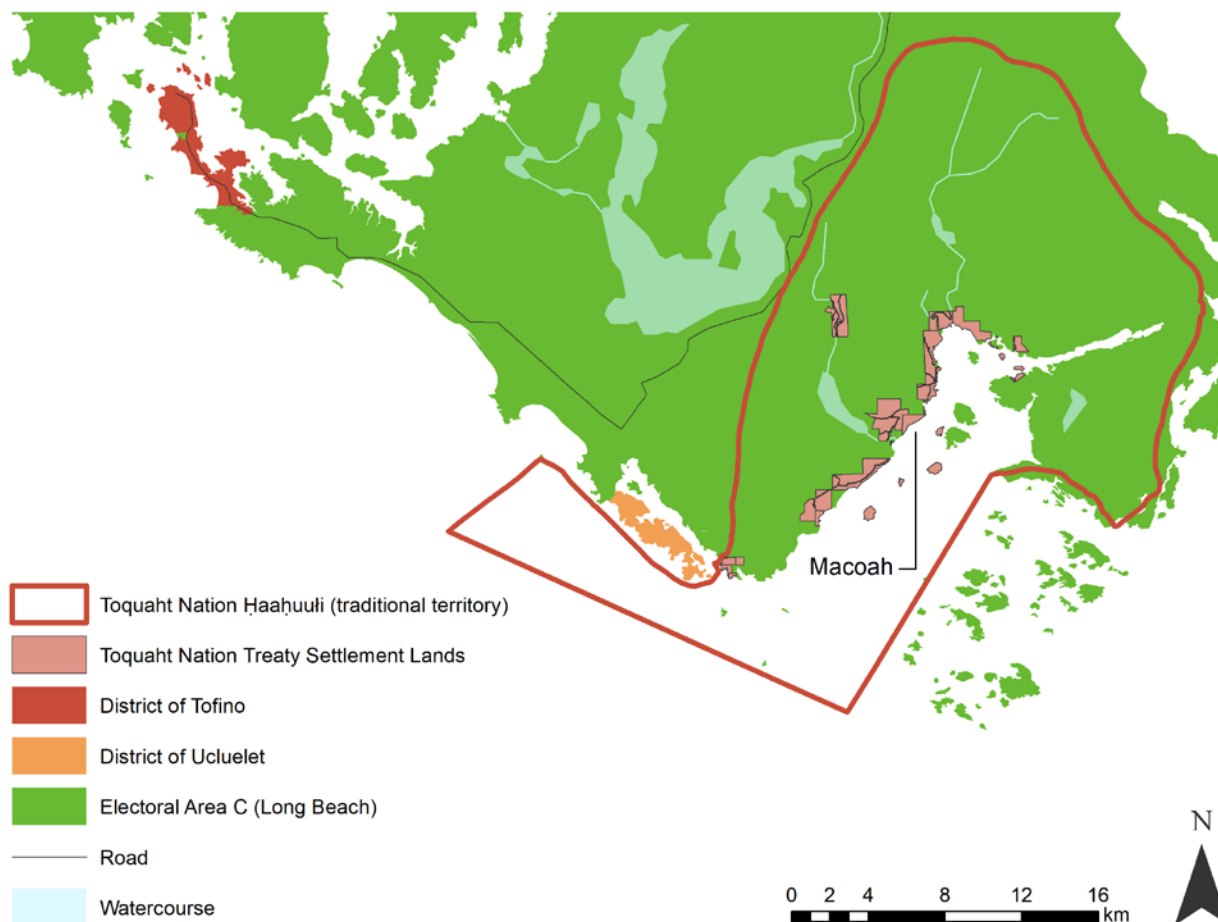 Macoah
Toquaht Nation Ḥaaḥuułi (traditional territory)
Toquaht Nation Treaty Settlement Lands
District of Tofino
District of Ucluelet
Electoral Area C (Long Beach)
Road
Watercourse
N
0 2 4 8 12 16
km